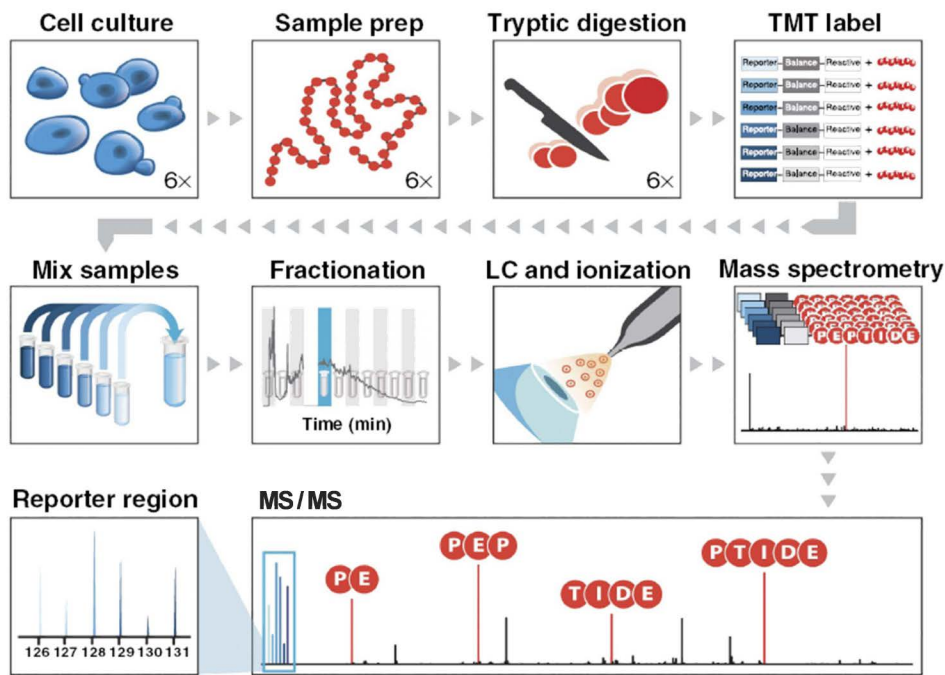 Cell culture
Sample prep
Tryptic digestion
TMT label
6×
6×
6×
Reporter Balance Reactive +
Reporter Balance Reactive +
Reporter Balance Reactive +
Reporter Balance Reactive +
Reporter Balance Reactive +
Reporter Balance Reactive +
Mix samples
Fractionation
LC and ionization
Mass spectrometry
Time (min)
PEPTIDE
Reporter region
MS/MS
126 127 128 129 130 131
PE
PEP
TIDE
PTIDE